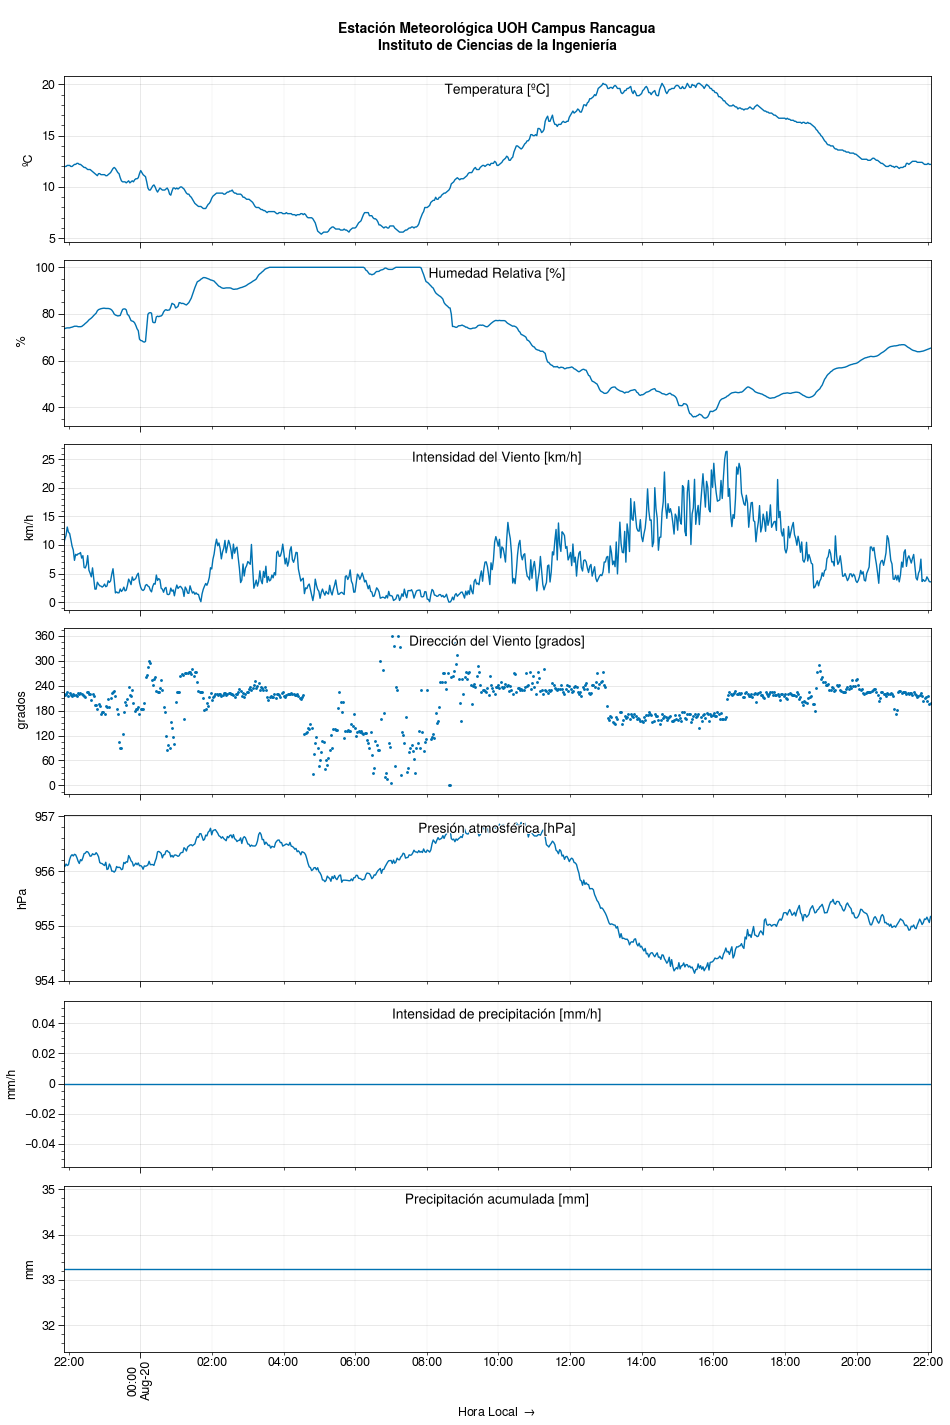 Estación Meteorológica UOH Campus Rancagua
Instituto de Ciencias de la Ingeniería
Temperatura [ºC]
20
15
10
5
ºC
Humedad Relativa [%]
100
80
60
40
%
Intensidad del Viento [km/h]
25
20
15
10
5
0
km/h
Dirección del Viento [grados]
360
300
240
180
120
60
0
grados
Presión atmosférica [hPa]
957
956
955
954
hPa
Intensidad de precipitación [mm/h]
0.04
0.02
0
−0.02
−0.04
mm/h
Precipitación acumulada [mm]
35
34
33
32
mm
22:00 00:00 02:00 04:00 06:00 08:00 10:00 12:00 14:00 16:00 18:00 20:00 22:00
Aug-20
Hora Local →